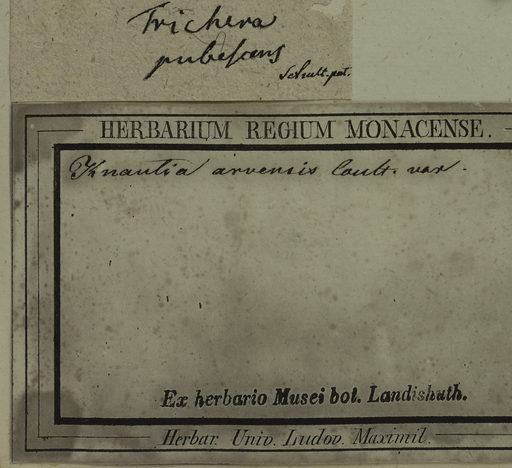 Trichera
pubescens
Schult. pat.
HERBARIUM REGIUM MONACENSE.
Knautia arvensis Coult. var.
Ex herbario Musei bot. Landishuth.
Herbar. Univ. Ludov. Maximil.